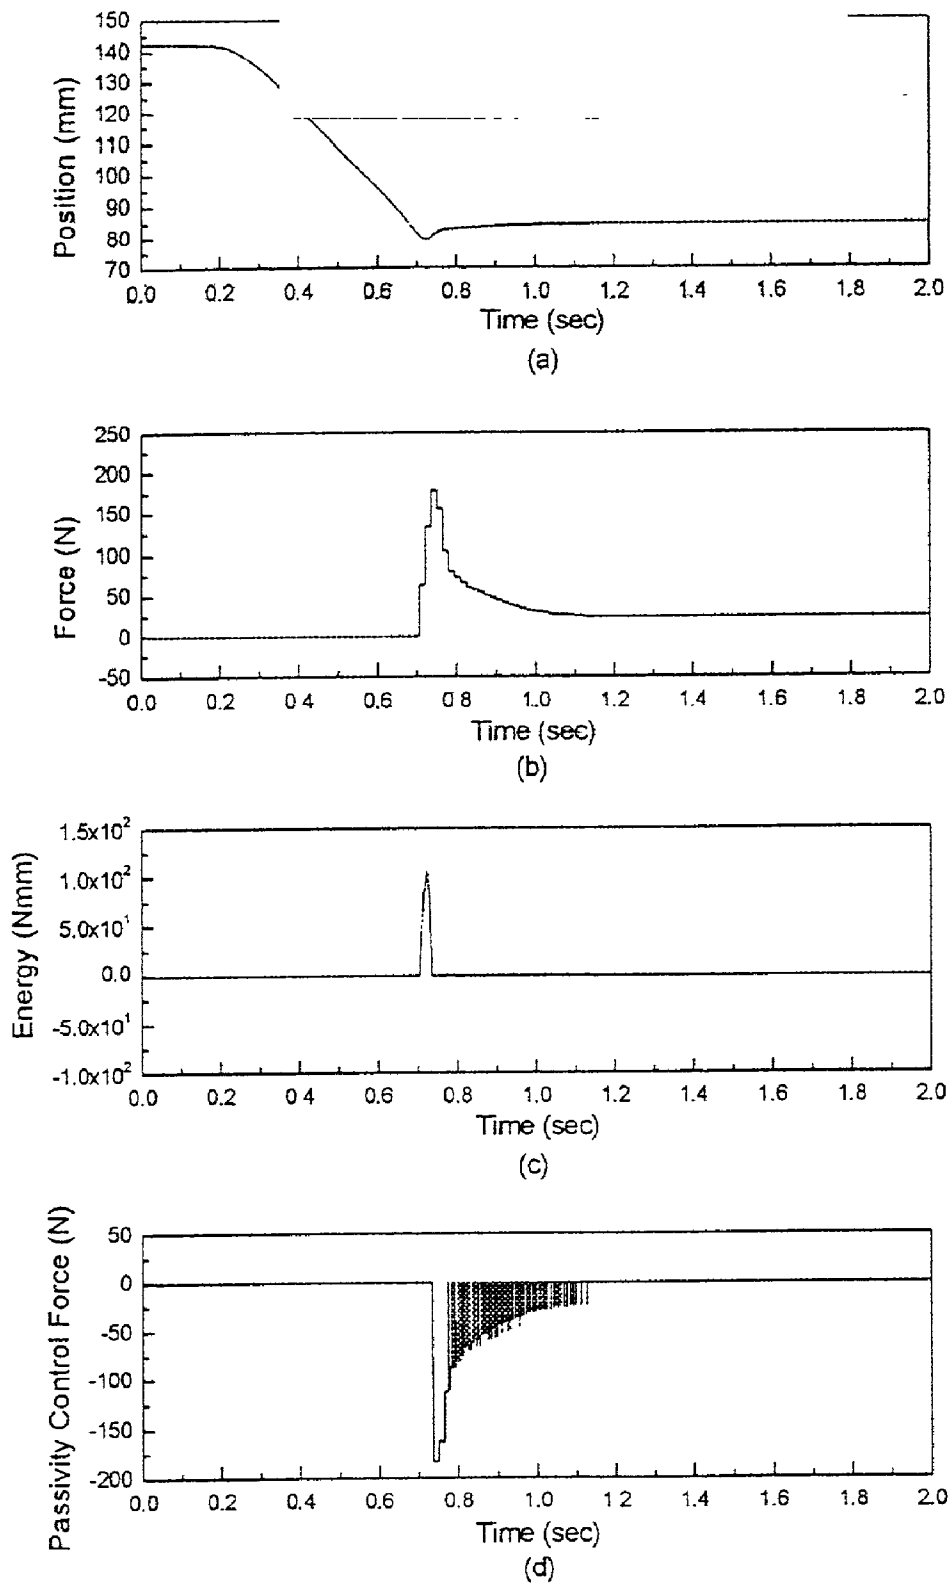 150
140
130
120
110
100
90
80
70
Position (mm)
0.0 0.2 0.4 0.6 0.8 1.0 1.2 1.4 1.6 1.8 2.0
Time (sec)
(a)
250
200
150
100
50
0
-50
Force (N)
0.0 0.2 0 4 0.6 0.8 1.0 1.2 1.4 1.6 1.8 2.0
Time (sec)
(b)
1.5x10²
1.0x10²
5.0x10¹
0.0
-5.0x10¹
-1.0x10²
Energy (Nmm)
0.0 0.2 0 4 0.6 0.8 1.0 1.2 1.4 1.6 1.8 2.0
Time (sec)
(c)
50
0
-50
-100
-150
-200
Passivity Control Force (N)
0.0 0.2 0.4 0.6 0.8 1.0 1.2 1.4 1.6 1.8 2.0
Time (sec)
(d)